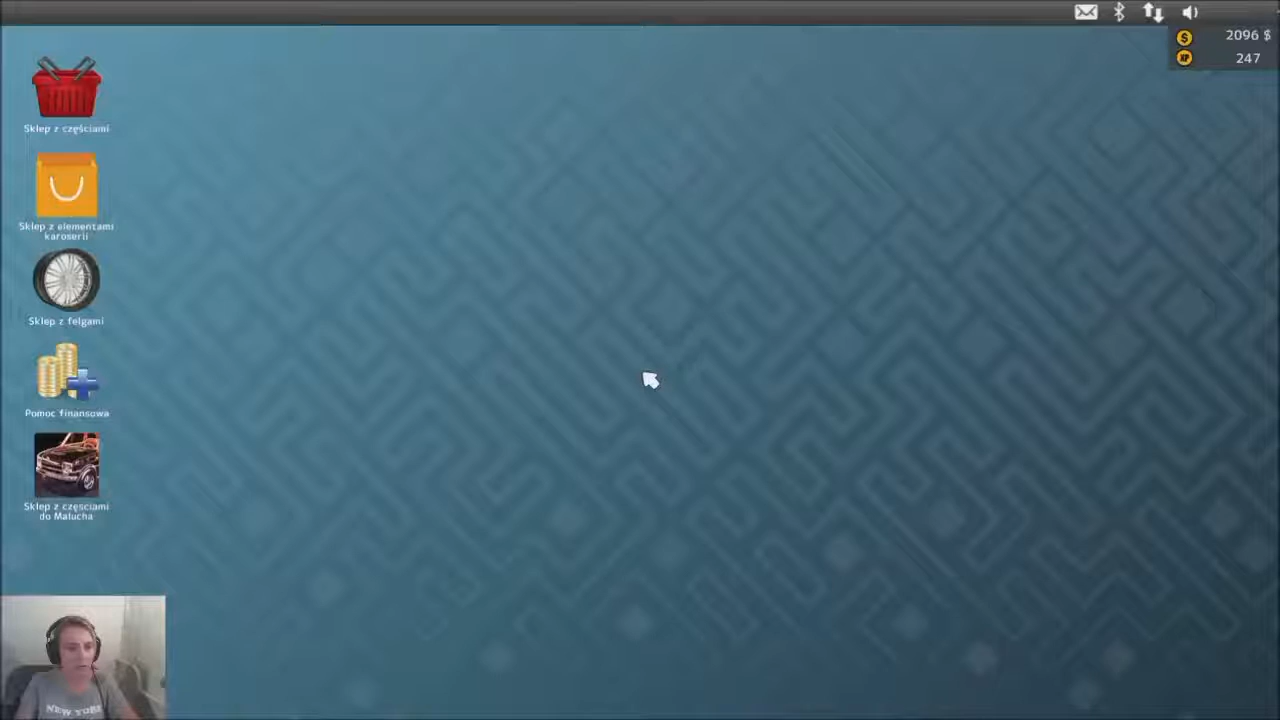 2096 $
247
Sklep z częściami
Sklep z elementami
karoserii
Sklep z felgami
Pomoc finansowa
Sklep z częściami
do Malucha
NEW YORK